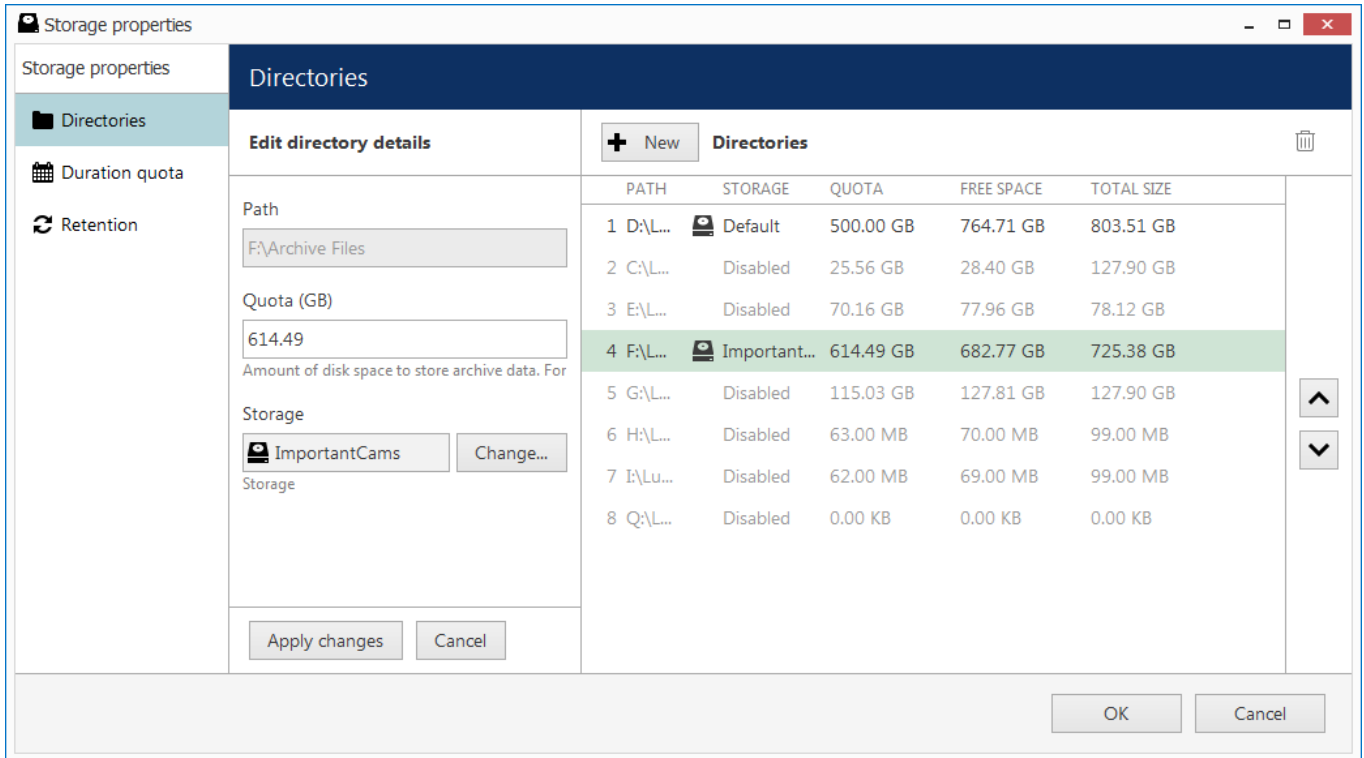 Storage properties
Storage properties
Directories
Duration quota
Retention
Directories
Edit directory details
Path
F:\Archive Files
Quota (GB)
614.49
Amount of disk space to store archive data. For
Storage
ImportantCams Change...
Storage
Apply changes Cancel
New Directories
PATH STORAGE QUOTA FREE SPACE TOTAL SIZE
1 D:\L... Default 500.00 GB 764.71 GB 803.51 GB
2 C:\L... Disabled 25.56 GB 28.40 GB 127.90 GB
3 E:\L... Disabled 70.16 GB 77.96 GB 78.12 GB
4 F:\L... Important... 614.49 GB 682.77 GB 725.38 GB
5 G:\L... Disabled 115.03 GB 127.81 GB 127.90 GB
6 H:\L... Disabled 63.00 MB 70.00 MB 99.00 MB
7 I:\Lu... Disabled 62.00 MB 69.00 MB 99.00 MB
8 Q:\L... Disabled 0.00 KB 0.00 KB 0.00 KB
OK Cancel